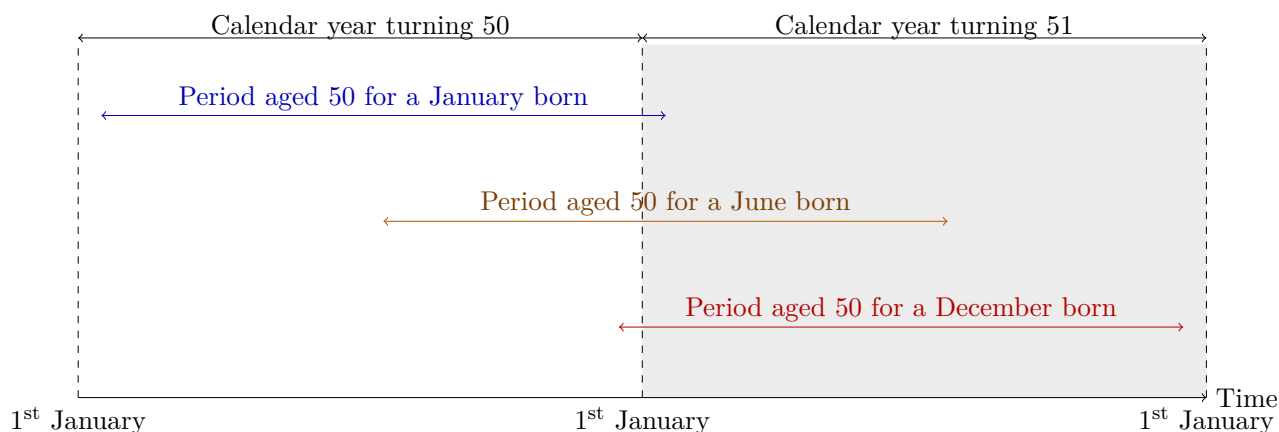 Calendar year turning 50
Calendar year turning 51
Period aged 50 for a January born
Period aged 50 for a June born
Period aged 50 for a December born
Time
1st January
1st January
1st January